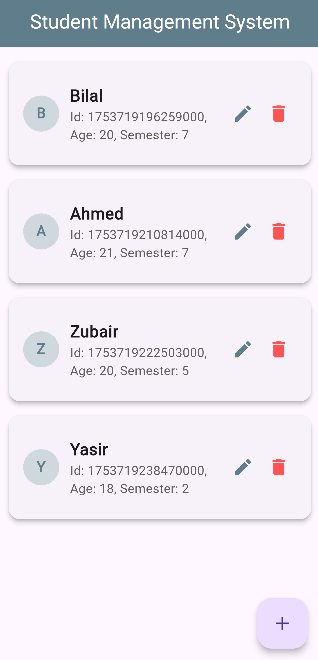 Student Management System
B
Bilal
Id: 1753719196259000,
Age: 20, Semester: 7
A
Ahmed
Id: 1753719210814000,
Age: 21, Semester: 7
Z
Zubair
Id: 1753719222503000,
Age: 20, Semester: 5
Y
Yasir
Id: 1753719238470000,
Age: 18, Semester: 2
+